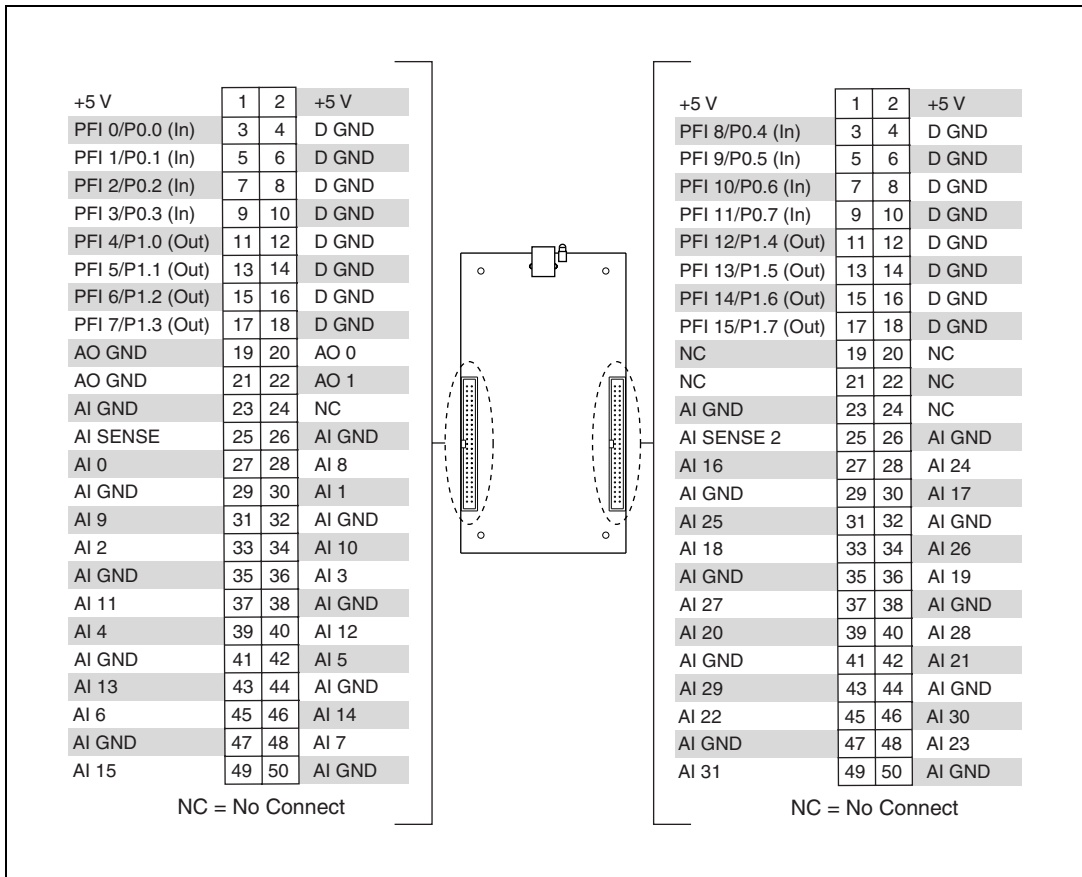 +5 V 1 2 +5 V
PFI 0/P0.0 (In) 3 4 D GND
PFI 1/P0.1 (In) 5 6 D GND
PFI 2/P0.2 (In) 7 8 D GND
PFI 3/P0.3 (In) 9 10 D GND
PFI 4/P1.0 (Out) 11 12 D GND
PFI 5/P1.1 (Out) 13 14 D GND
PFI 6/P1.2 (Out) 15 16 D GND
PFI 7/P1.3 (Out) 17 18 D GND
AO GND 19 20 AO 0
AO GND 21 22 AO 1
AI GND 23 24 NC
AI SENSE 25 26 AI GND
AI 0 27 28 AI 8
AI GND 29 30 AI 1
AI 9 31 32 AI GND
AI 2 33 34 AI 10
AI GND 35 36 AI 3
AI 11 37 38 AI GND
AI 4 39 40 AI 12
AI GND 41 42 AI 5
AI 13 43 44 AI GND
AI 6 45 46 AI 14
AI GND 47 48 AI 7
AI 15 49 50 AI GND
NC = No Connect
+5 V 1 2 +5 V
PFI 8/P0.4 (In) 3 4 D GND
PFI 9/P0.5 (In) 5 6 D GND
PFI 10/P0.6 (In) 7 8 D GND
PFI 11/P0.7 (In) 9 10 D GND
PFI 12/P1.4 (Out) 11 12 D GND
PFI 13/P1.5 (Out) 13 14 D GND
PFI 14/P1.6 (Out) 15 16 D GND
PFI 15/P1.7 (Out) 17 18 D GND
NC 19 20 NC
NC 21 22 NC
AI GND 23 24 NC
AI SENSE 2 25 26 AI GND
AI 16 27 28 AI 24
AI GND 29 30 AI 17
AI 25 31 32 AI GND
AI 18 33 34 AI 26
AI GND 35 36 AI 19
AI 27 37 38 AI GND
AI 20 39 40 AI 28
AI GND 41 42 AI 21
AI 29 43 44 AI GND
AI 22 45 46 AI 30
AI GND 47 48 AI 23
AI 31 49 50 AI GND
NC = No Connect